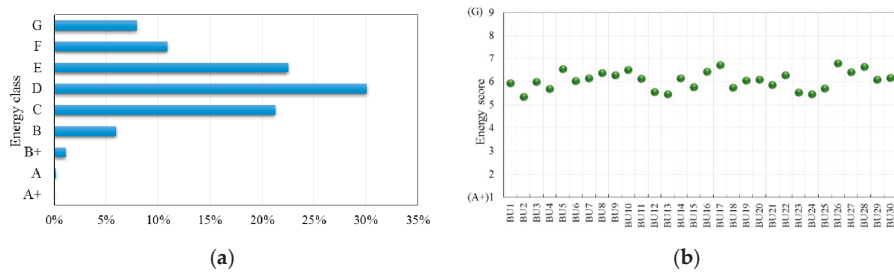 G
F
E
D
C
B
B+
A
A+
Energy class
0% 5% 10% 15% 20% 25% 30% 35%
(a)
(G) 9
8
7
6
5
4
3
2
(A+) 1
Energy score
BU1 BU2 BU3 BU4 BU5 BU6 BU7 BU8 BU9 BU10 BU11 BU12 BU13 BU14 BU15 BU16 BU17 BU18 BU19 BU20 BU21 BU22 BU23 BU24 BU25 BU26 BU27 BU28 BU29 BU30
(b)